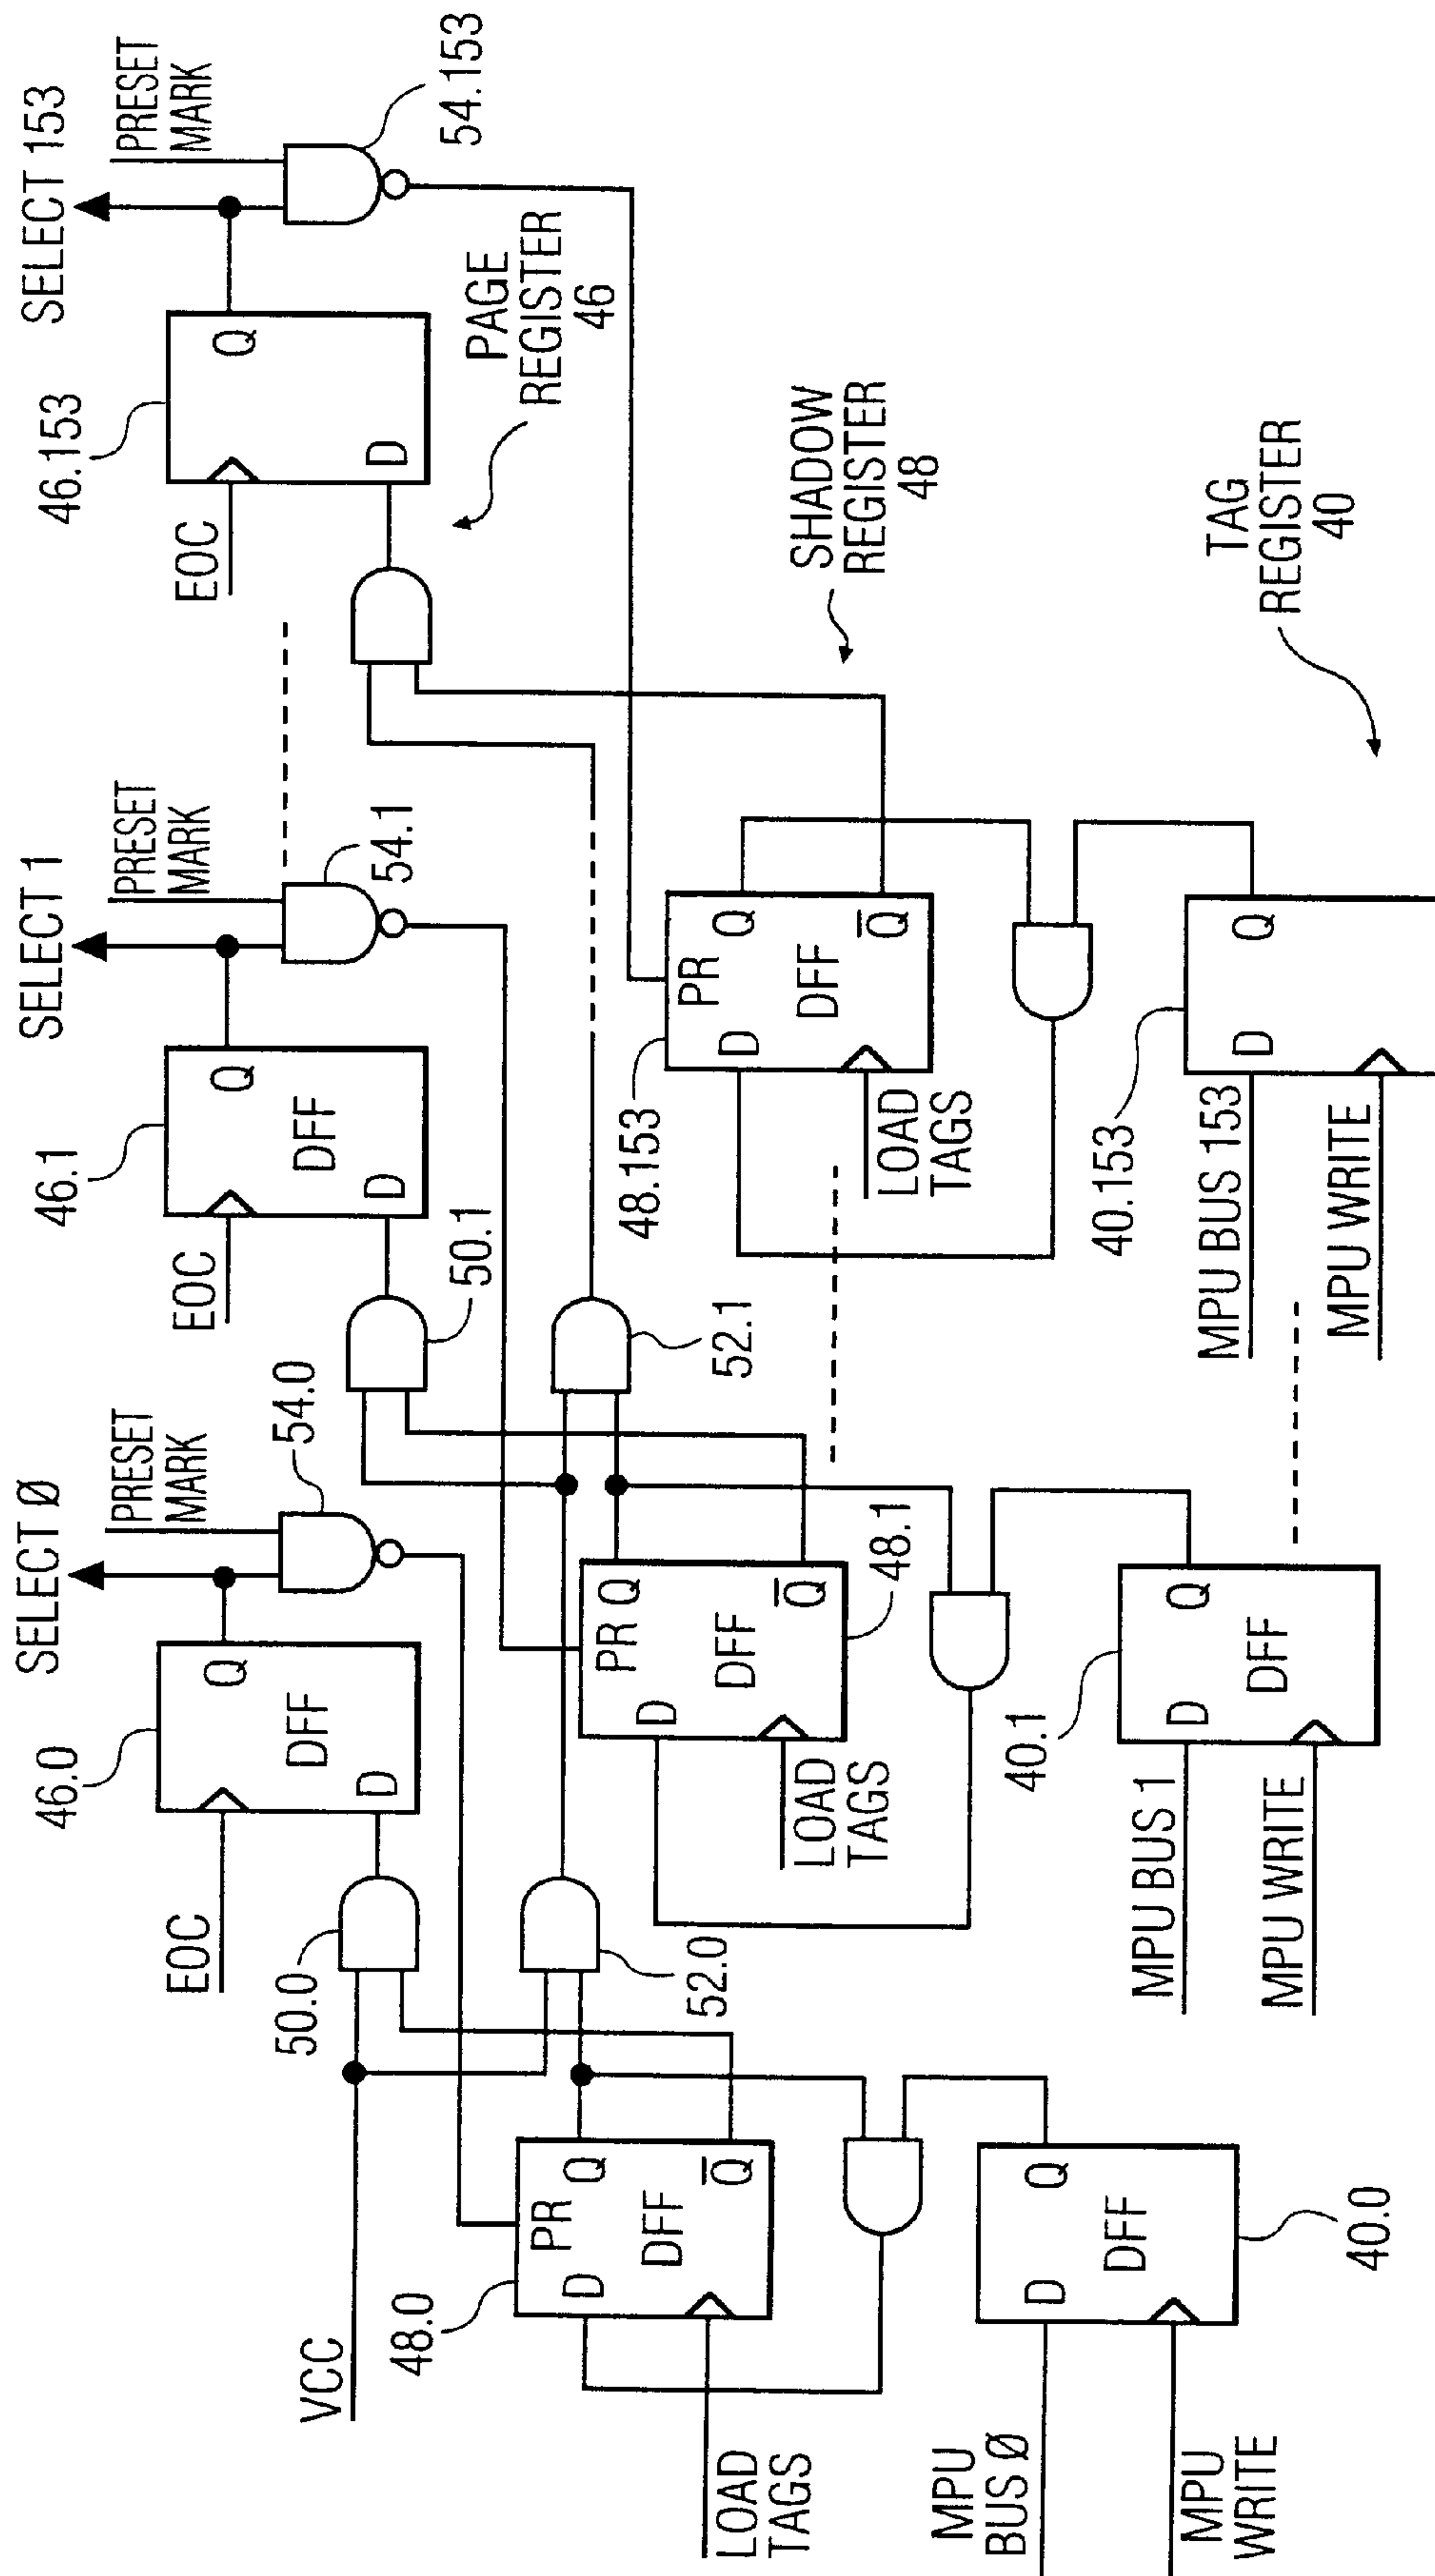 SELECT Ø
SELECT 1
SELECT 153
PRESET
MARK
PRESET
MARK
PRESET
MARK
46.0
54.0
46.1
54.1
46.153
54.153
Q
DFF
D
Q
DFF
D
Q
D
EOC
EOC
EOC
50.0
50.1
PAGE
REGISTER
46
VCC
52.0
52.1
48.0
PR
Q
D
DFF
Q̅
LOAD
TAGS
PR Q
D
DFF
Q̅
48.1
LOAD
TAGS
48.153
PR
Q
D
DFF
Q̅
LOAD
TAGS
SHADOW
REGISTER
48
MPU
BUS Ø
MPU
WRITE
D
Q
DFF
40.0
40.1
MPU BUS 1
MPU WRITE
D
Q
DFF
40.153
MPU BUS 153
MPU WRITE
D
Q
TAG
REGISTER
40